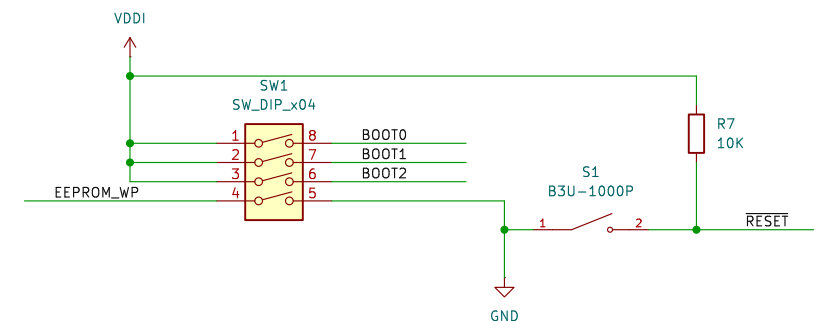 VDDI
SW1
SW_DIP_x04
1 8 BOOT0
2 7 BOOT1
3 6 BOOT2
EEPROM_WP 4 5
R7
10K
S1
B3U-1000P
1 2
RESET
GND